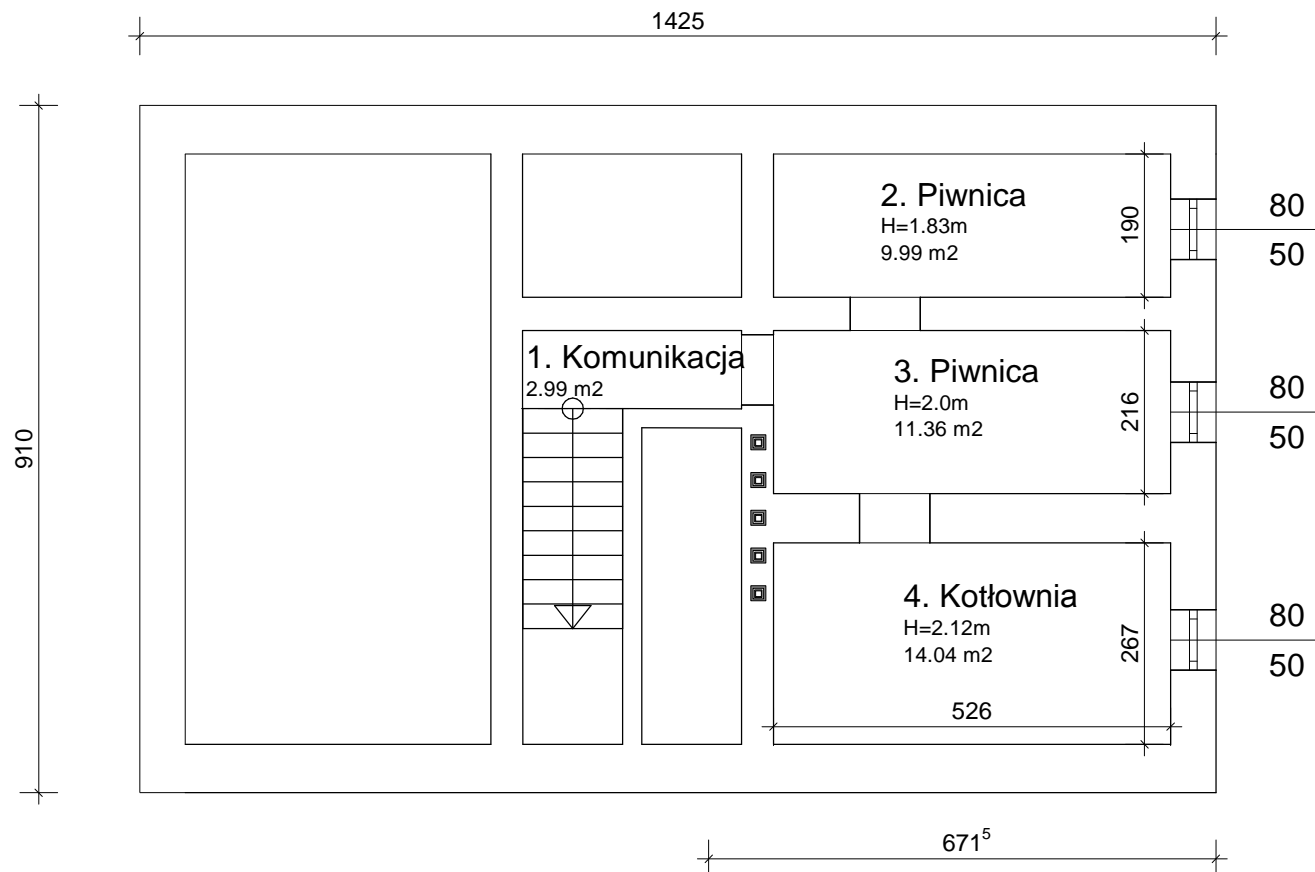 1425
2. Piwnica
H=1.83m
9.99 m2
190
80
50
1. Komunikacja
2.99 m2
3. Piwnica
H=2.0m
11.36 m2
216
80
50
910
4. Kotłownia
H=2.12m
14.04 m2
267
80
50
526
671⁵